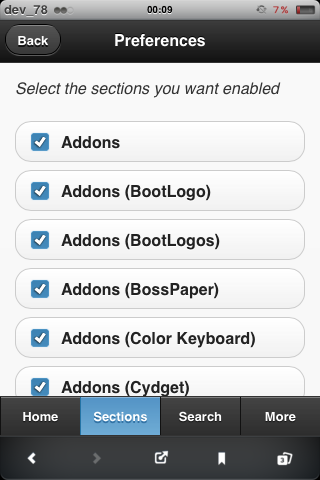 dev_78 00:09 7%
Back Preferences
Select the sections you want enabled
Addons
Addons (BootLogo)
Addons (BootLogos)
Addons (BossPaper)
Addons (Color Keyboard)
Addons (Cydget)
Home Sections Search More
3